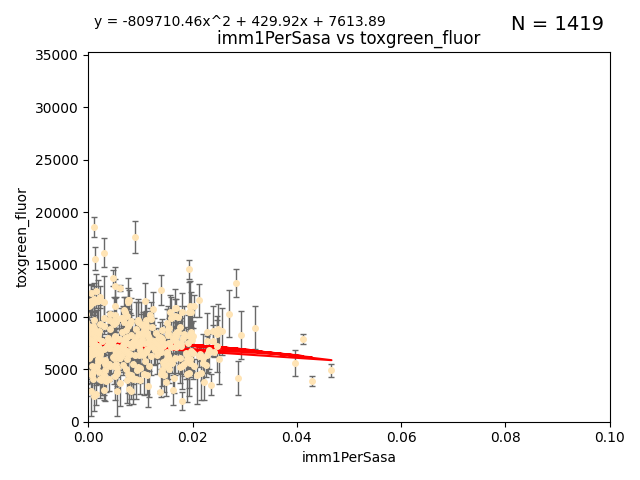 y = -809710.46x^2 + 429.92x + 7613.89
N = 1419
imm1PerSasa vs toxgreen_fluor
35000
30000
25000
20000
15000
10000
5000
0
toxgreen_fluor
0.00 0.02 0.04 0.06 0.08 0.10
imm1PerSasa